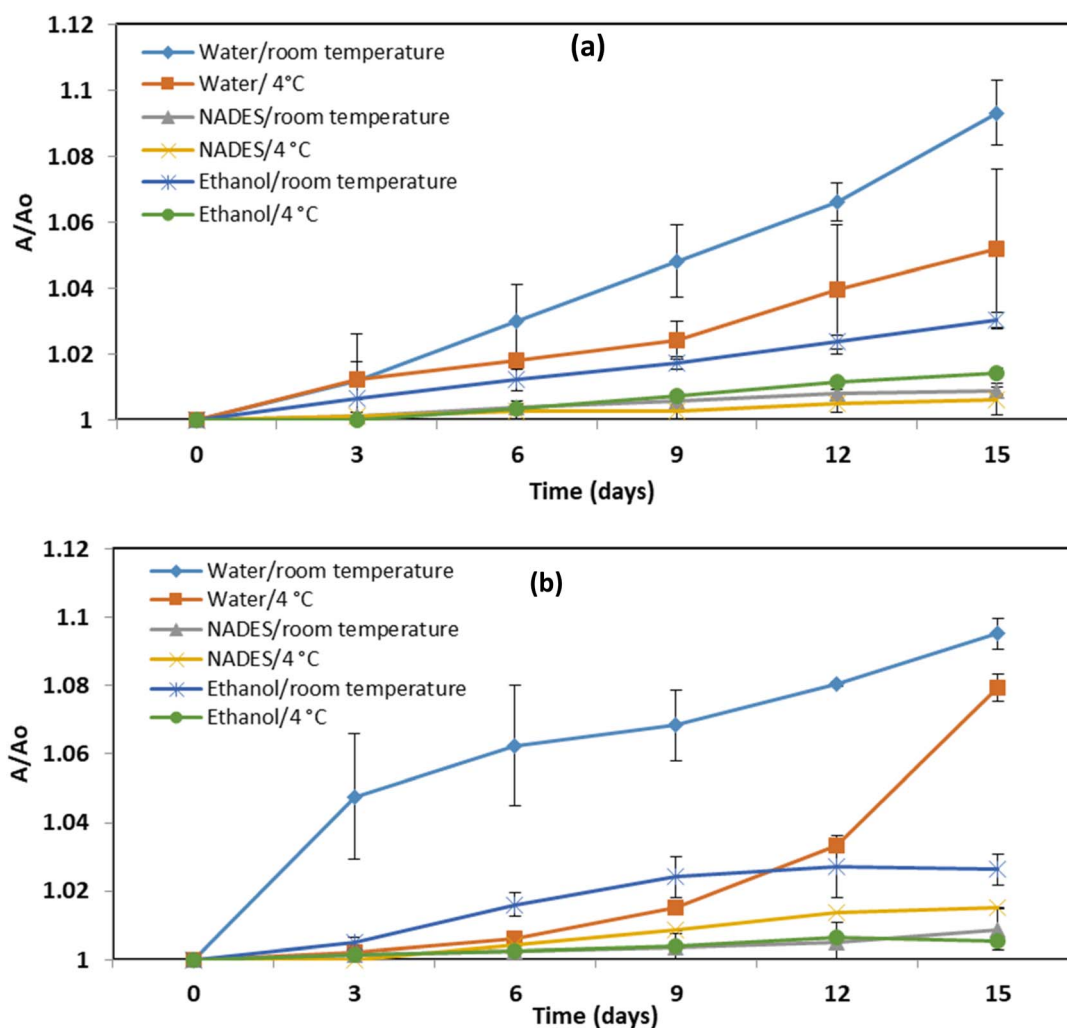 1.12
(a)
Water/room temperature
1.1
Water/ 4°C
NADES/room temperature
1.08
NADES/4 °C
Ethanol/room temperature
1.06
Ethanol/4 °C
A/Ao
1.04
1.02
1
0 3 6 9 12 15
Time (days)
1.12
(b)
Water/room temperature
Water/4 °C
1.1
NADES/room temperature
NADES/4 °C
1.08
Ethanol/room temperature
Ethanol/4 °C
1.06
A/Ao
1.04
1.02
1
0 3 6 9 12 15
Time (days)